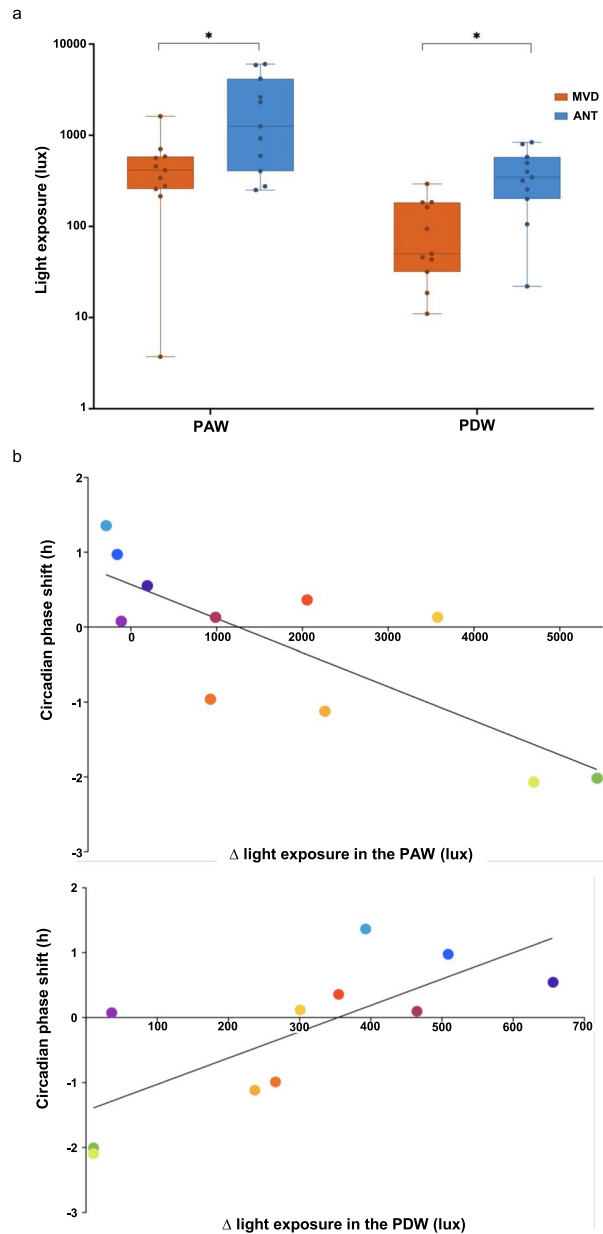 a
10000
*
*
MVD
ANT
1000
100
10
1
Light exposure (lux)
PAW
PDW
b
2
1
0
-1
-2
-3
Circadian phase shift (h)
0
1000
2000
3000
4000
5000
Δ light exposure in the PAW (lux)
2
1
0
-1
-2
-3
Circadian phase shift (h)
100
200
300
400
500
600
700
Δ light exposure in the PDW (lux)